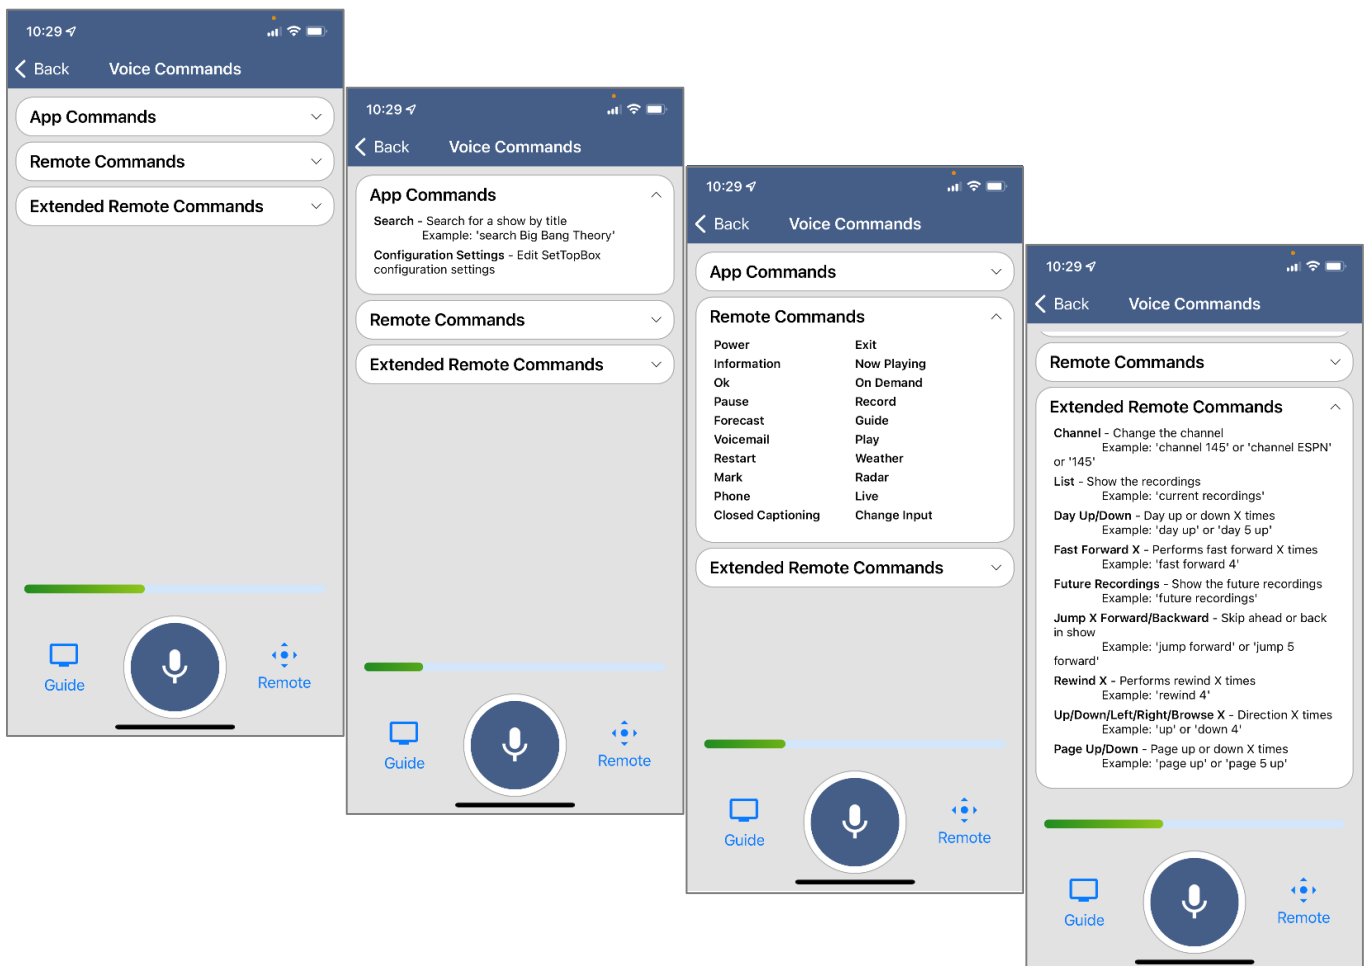 10:29
Back Voice Commands
App Commands
Remote Commands
Extended Remote Commands
Guide
Remote
10:29
Back Voice Commands
App Commands
Search - Search for a show by title
Example: 'search Big Bang Theory'
Configuration Settings - Edit SetTopBox
configuration settings
Remote Commands
Extended Remote Commands
Guide
Remote
10:29
Back Voice Commands
App Commands
Remote Commands
Power Exit
Information Now Playing
Ok On Demand
Pause Record
Forecast Guide
Voicemail Play
Restart Weather
Mark Radar
Phone Live
Closed Captioning Change Input
Extended Remote Commands
Guide
Remote
10:29
Back Voice Commands
Remote Commands
Extended Remote Commands
Channel - Change the channel
Example: 'channel 145' or 'channel ESPN'
or '145'
List - Show the recordings
Example: 'current recordings'
Day Up/Down - Day up or down X times
Example: 'day up' or 'day 5 up'
Fast Forward X - Performs fast forward X times
Example: 'fast forward 4'
Future Recordings - Show the future recordings
Example: 'future recordings'
Jump X Forward/Backward - Skip ahead or back
in show
Example: 'jump forward' or 'jump 5
forward'
Rewind X - Performs rewind X times
Example: 'rewind 4'
Up/Down/Left/Right/Browse X - Direction X times
Example: 'up' or 'down 4'
Page Up/Down - Page up or down X times
Example: 'page up' or 'page 5 up'
Guide
Remote